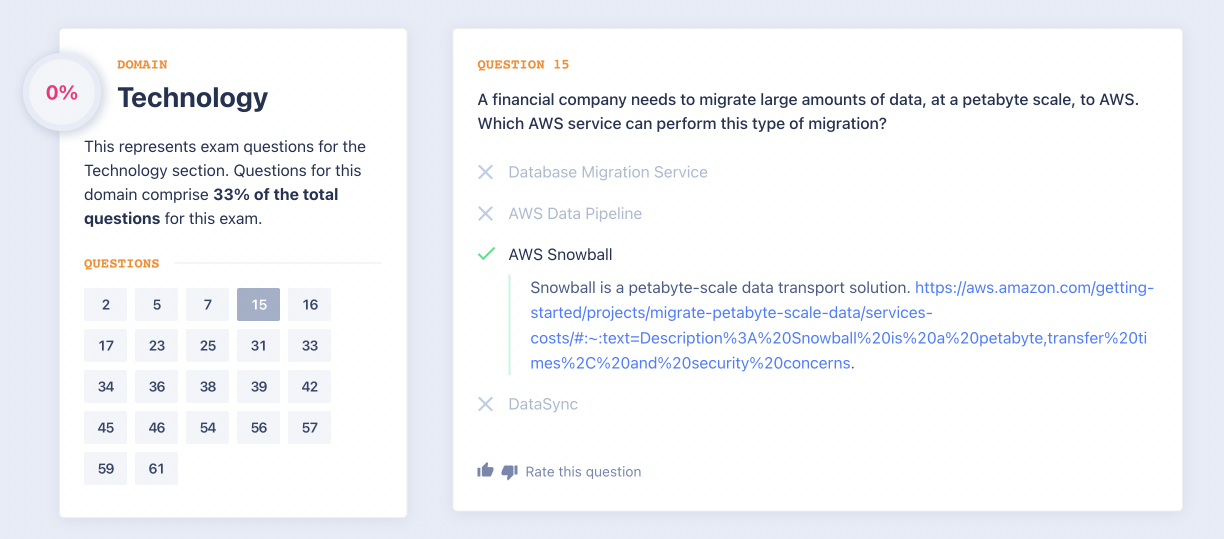 0%
DOMAIN
Technology
This represents exam questions for the
Technology section. Questions for this
domain comprise 33% of the total
questions for this exam.
QUESTIONS
2 5 7 15 16
17 23 25 31 33
34 36 38 39 42
45 46 54 56 57
59 61
QUESTION 15
A financial company needs to migrate large amounts of data, at a petabyte scale, to AWS.
Which AWS service can perform this type of migration?
Database Migration Service
AWS Data Pipeline
AWS Snowball
Snowball is a petabyte-scale data transport solution. https://aws.amazon.com/getting-
started/projects/migrate-petabyte-scale-data/services-
costs/#:~:text=Description%3A%20Snowball%20is%20a%20petabyte,transfer%20ti
mes%2C%20and%20security%20concerns.
DataSync
Rate this question